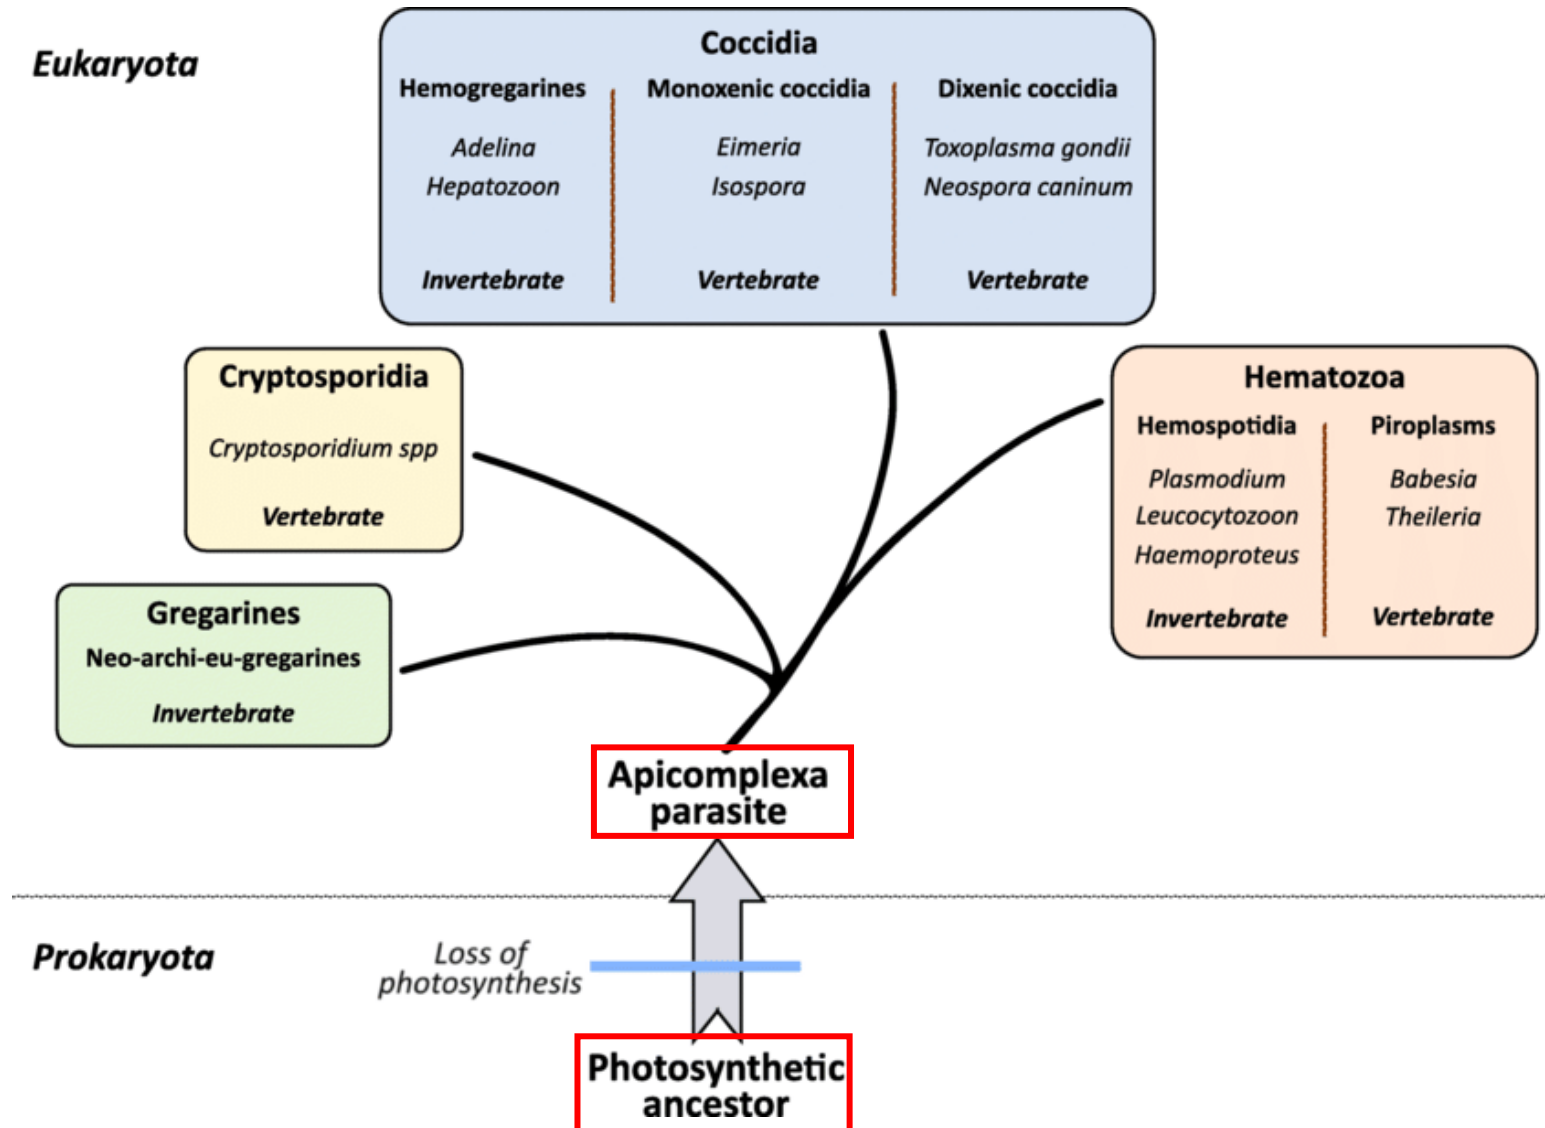 Eukaryota
Coccidia
Hemogregarines
Adelina
Hepatozoon
Invertebrate
Monoxenic coccidia
Eimeria
Isospora
Vertebrate
Dixenic coccidia
Toxoplasma gondii
Neospora caninum
Vertebrate
Cryptosporidia
Cryptosporidium spp
Vertebrate
Hematozoa
Hemospotidia
Plasmodium
Leucocytozoon
Haemoproteus
Invertebrate
Piroplasms
Babesia
Theileria
Vertebrate
Gregarines
Neo-archi-eu-gregarines
Invertebrate
Apicomplexa
parasite
Prokaryota
Loss of
photosynthesis
Photosynthetic
ancestor